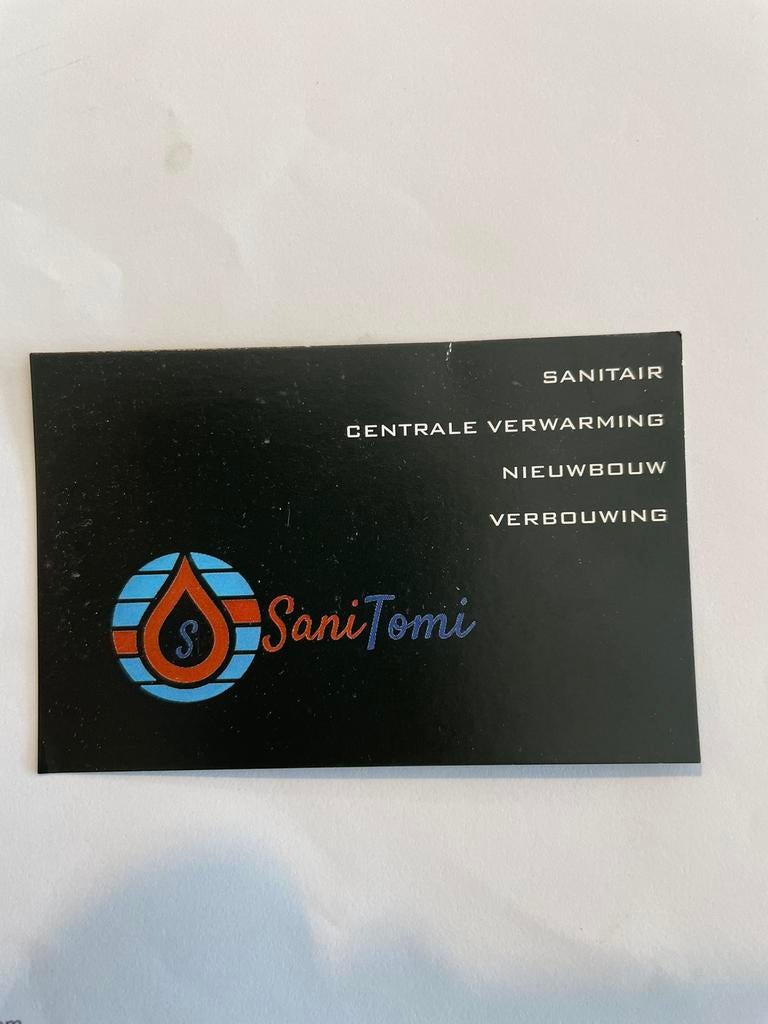 SANITAIR
CENTRALE VERWARMING
NIEUWBOUW
VERBOUWING
S
SaniTomi